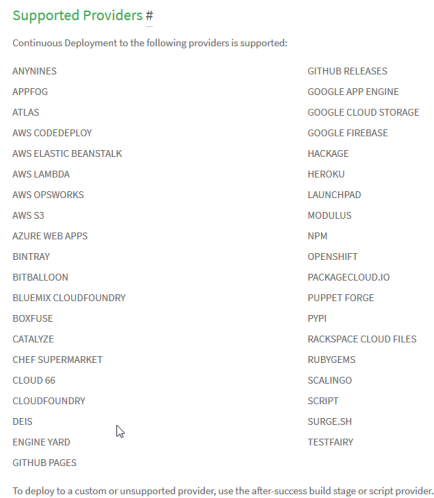 Supported Providers #
Continuous Deployment to the following providers is supported:
ANYNINES
APPFOG
ATLAS
AWS CODEDEPLOY
AWS ELASTIC BEANSTALK
AWS LAMBDA
AWS OPSWORKS
AWS S3
AZURE WEB APPS
BINTRAY
BITBALLOON
BLUEMIX CLOUDFOUNDRY
BOXFUSE
CATALYZE
CHEF SUPERMARKET
CLOUD 66
CLOUDFOUNDRY
DEIS
ENGINE YARD
GITHUB PAGES
GITHUB RELEASES
GOOGLE APP ENGINE
GOOGLE CLOUD STORAGE
GOOGLE FIREBASE
HACKAGE
HEROKU
LAUNCHPAD
MODULUS
NPM
OPENSHIFT
PACKAGECLOUD.IO
PUPPET FORGE
PYPI
RACKSPACE CLOUD FILES
RUBYGEMS
SCALINGO
SCRIPT
SURGE.SH
TESTFAIRY
To deploy to a custom or unsupported provider, use the after-success build stage or script provider.